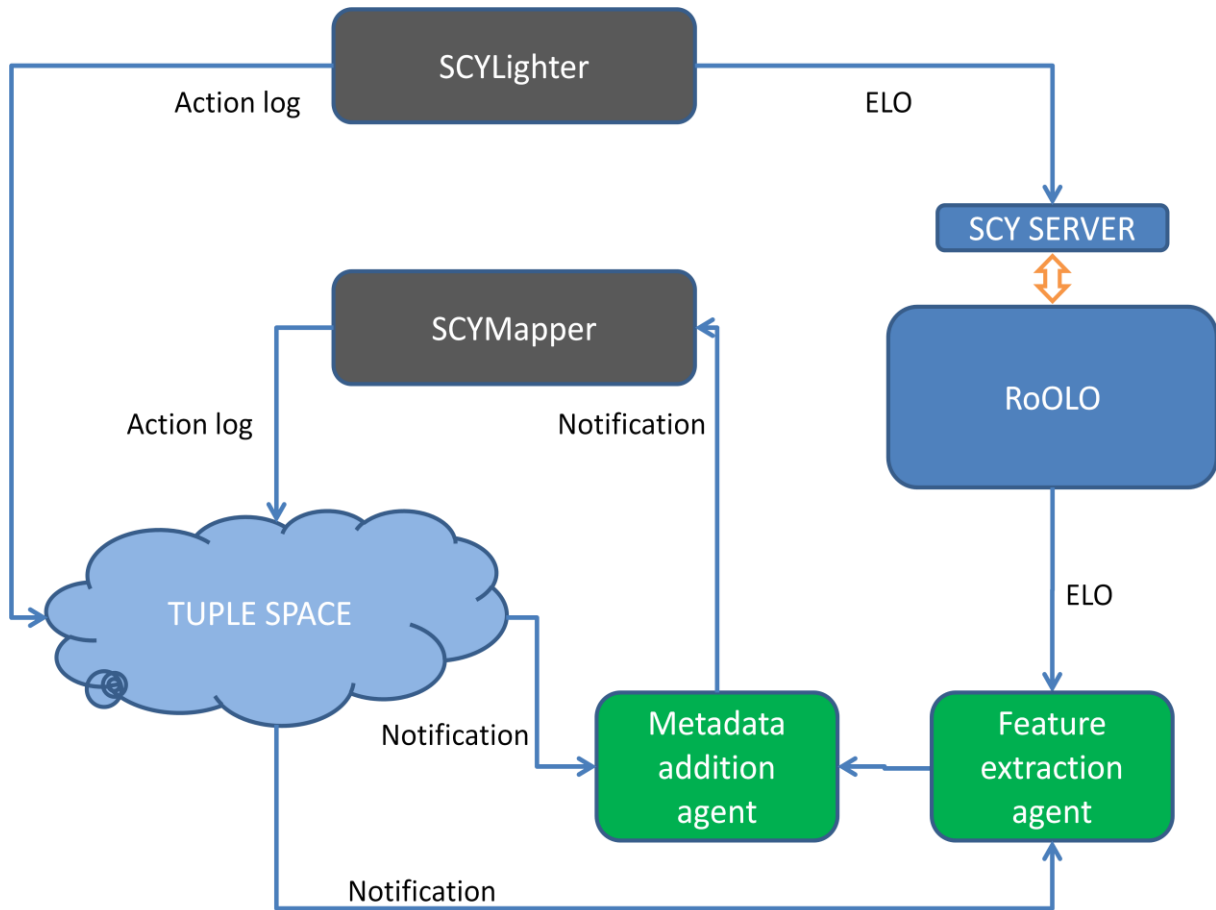 SCYLighter
Action log
ELO
SCY SERVER
SCYMapper
RoOLO
Action log
Notification
ELO
TUPLE SPACE
Notification
Metadata
addition
agent
Feature
extraction
agent
Notification